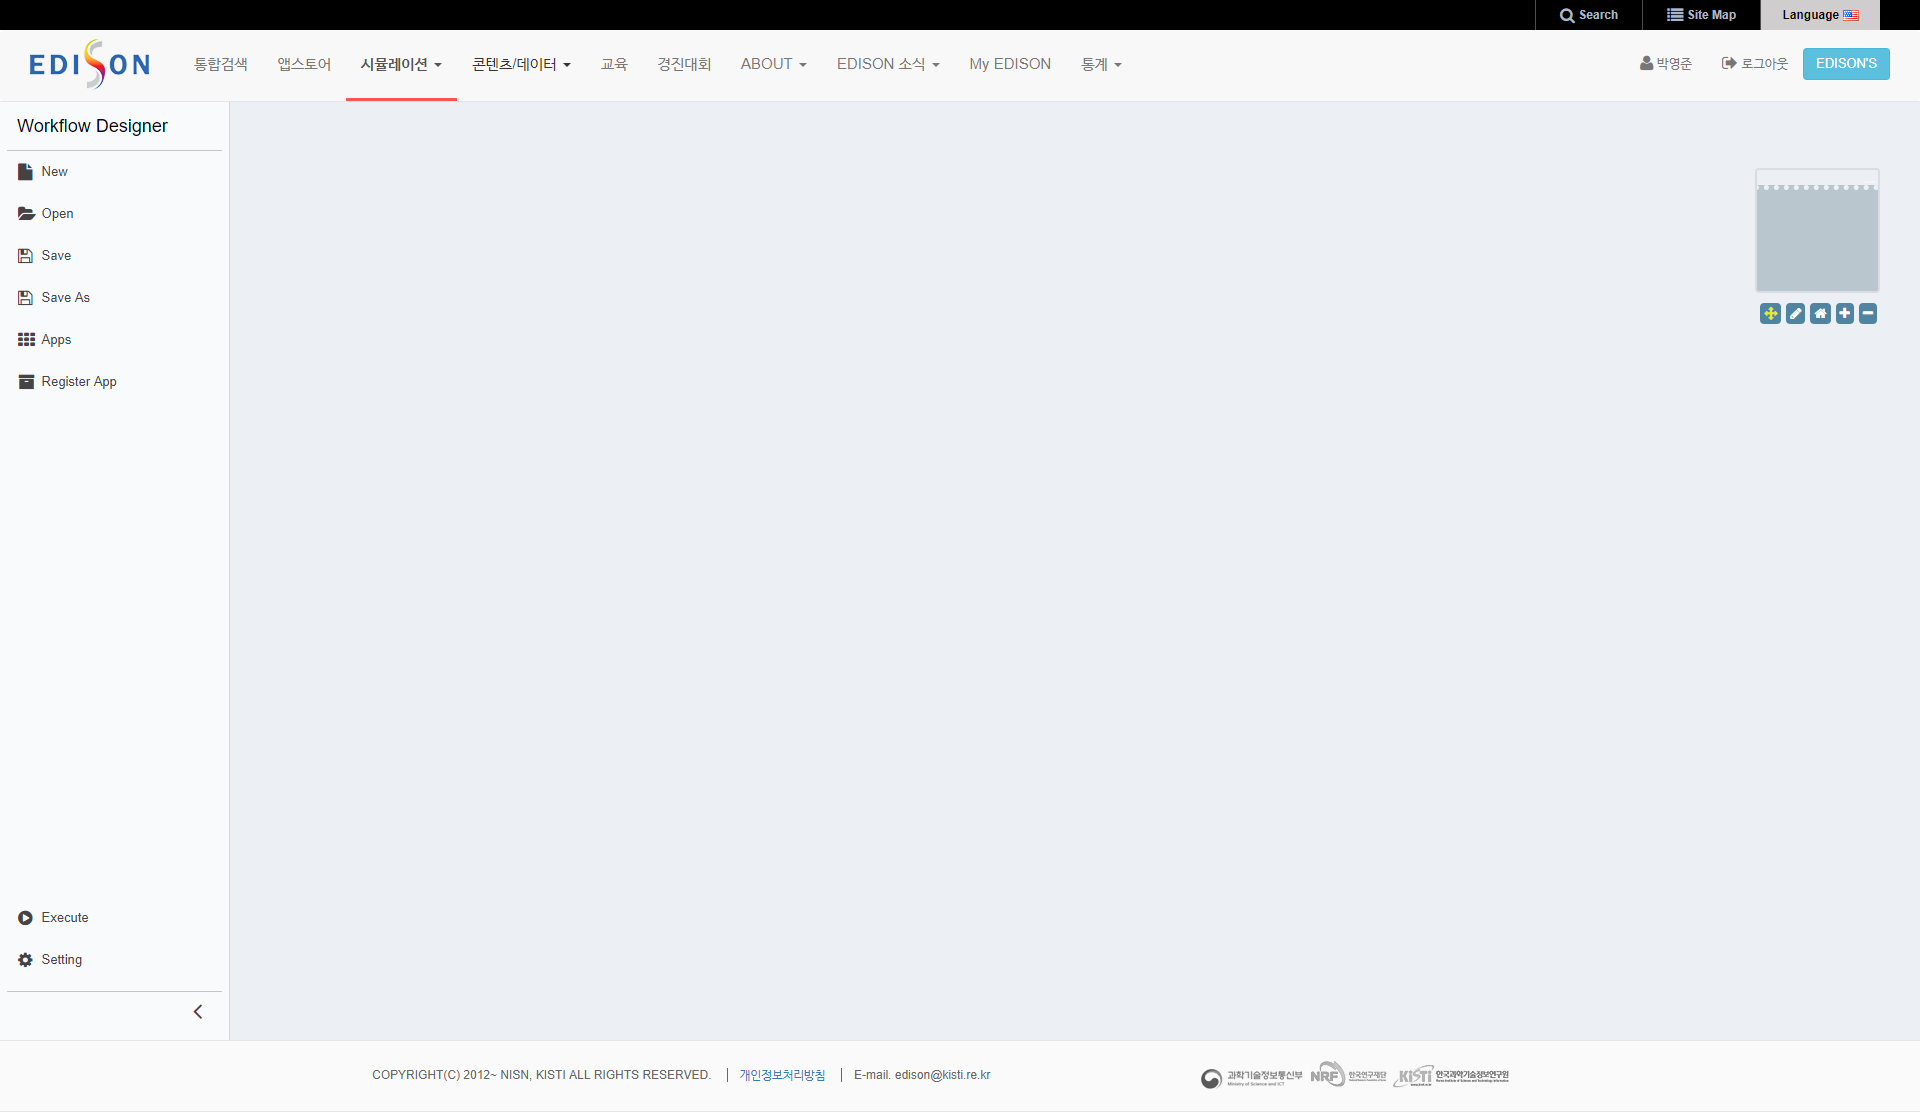 Search
Site Map
Language
EDISON
통합검색
앱스토어
시뮬레이션
콘텐츠/데이터
교육
경진대회
ABOUT
EDISON 소식
My EDISON
통계
박영준
로그아웃
EDISON'S
Workflow Designer
New
Open
Save
Save As
Apps
Register App
Execute
Setting
COPYRIGHT(C) 2012~ NISN, KISTI ALL RIGHTS RESERVED.
개인정보처리방침
E-mail. edison@kisti.re.kr
과학기술정보통신부
Ministry of Science and ICT
NRF
한국연구재단
KISTI
한국과학기술정보연구원